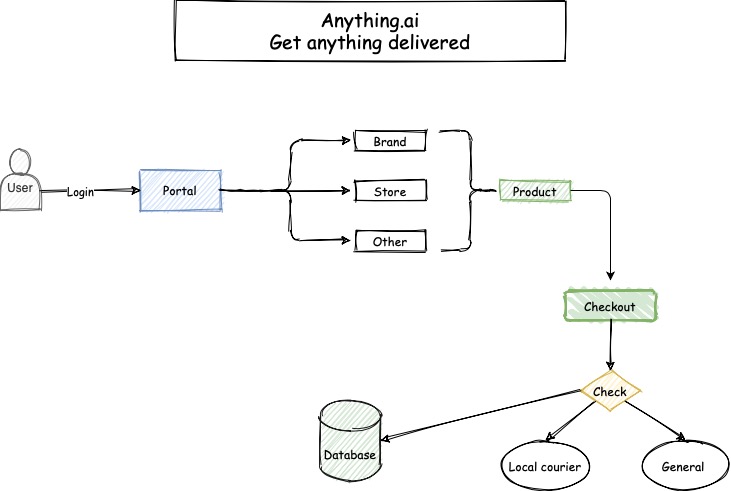 Anything.ai
Get anything delivered
Brand
User
Login
Portal
Store
Product
Other
Checkout
Check
Database
Local courier
General